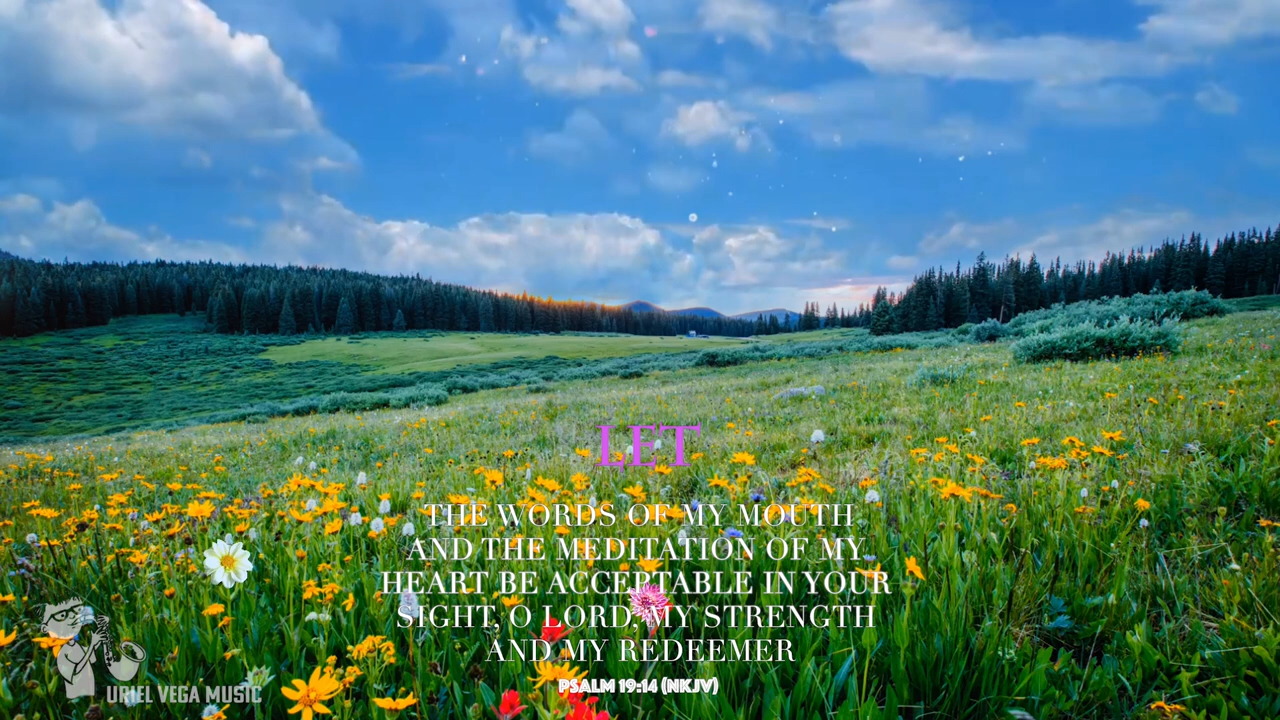 LET
THE WORDS OF MY MOUTH
AND THE MEDITATION OF MY
HEART BE ACCEPTABLE IN YOUR
SIGHT, O LORD, MY STRENGTH
AND MY REDEEMER
PSALM 19:14 (NKJV)
URIEL VEGA MUSIC